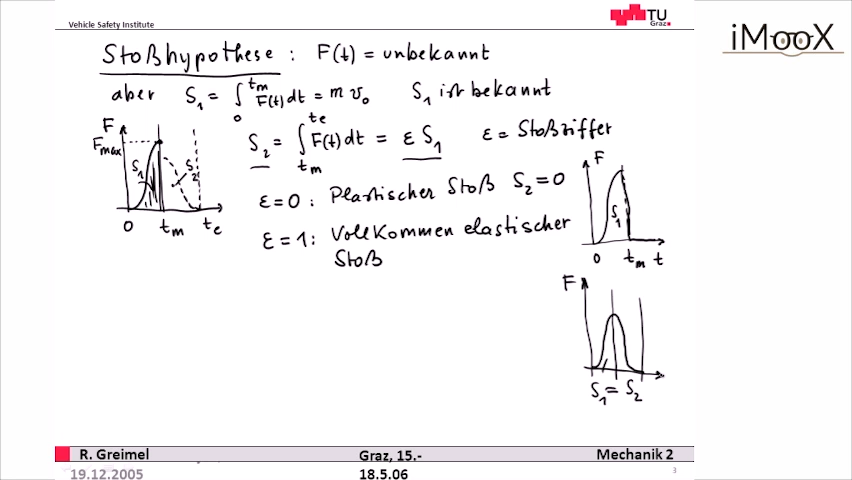 Vehicle Safety Institute
TU
Graz
iMooX
Stoßhypothese : F(t) = unbekannt
aber S₁ = ∫₀^tm F(t)dt = m v₀ S₁ ist bekannt
S₂ = ∫tm^te F(t)dt = ε S₁ ε = Stoßziffer
F
Fmax
S₁
S₂
0 tm te
ε=0 : Plastischer Stoß S₂=0
ε=1 : Vollkommen elastischer
Stoß
F
S₁
0 tm t
F
S₁ = S₂
R. Greimel Graz, 15.- Mechanik 2
19.12.2005 18.5.06 3